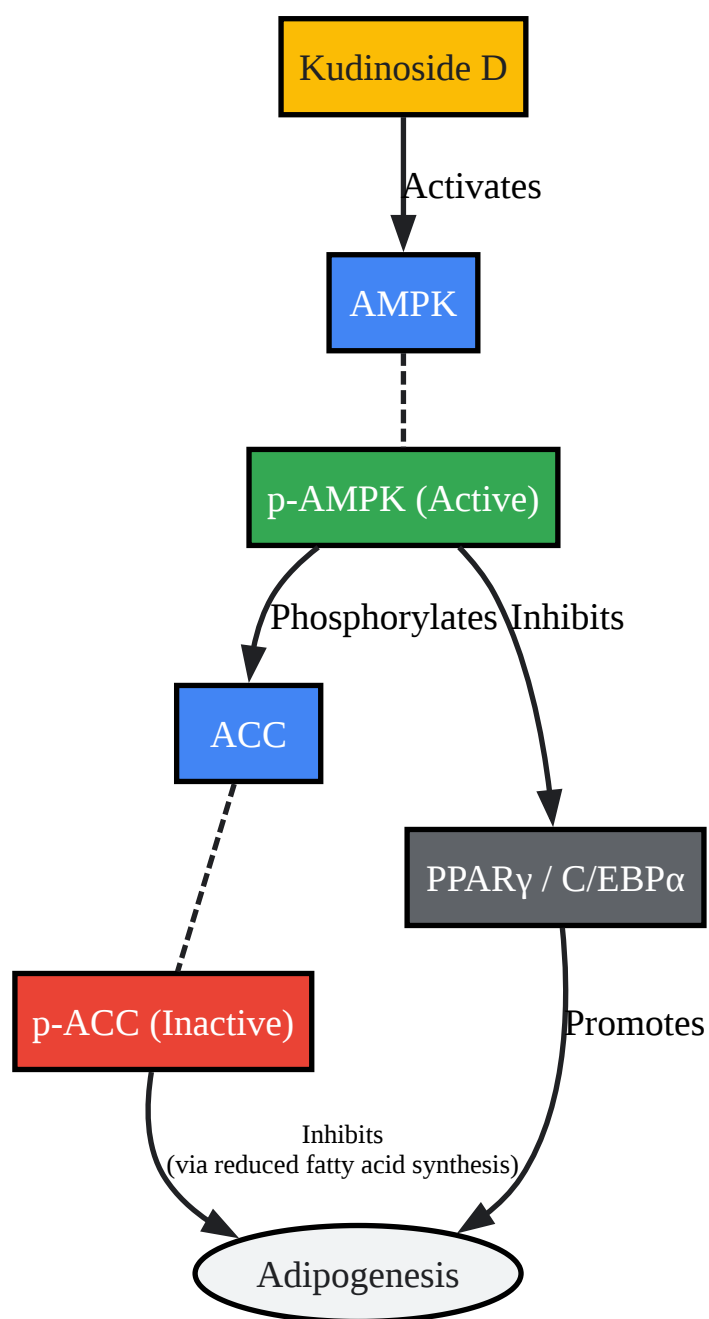 Kudinoside D
Activates
AMPK
p-AMPK (Active)
Phosphorylates
Inhibits
ACC
PPARγ / C/EBPα
p-ACC (Inactive)
Promotes
Inhibits
(via reduced fatty acid synthesis)
Adipogenesis